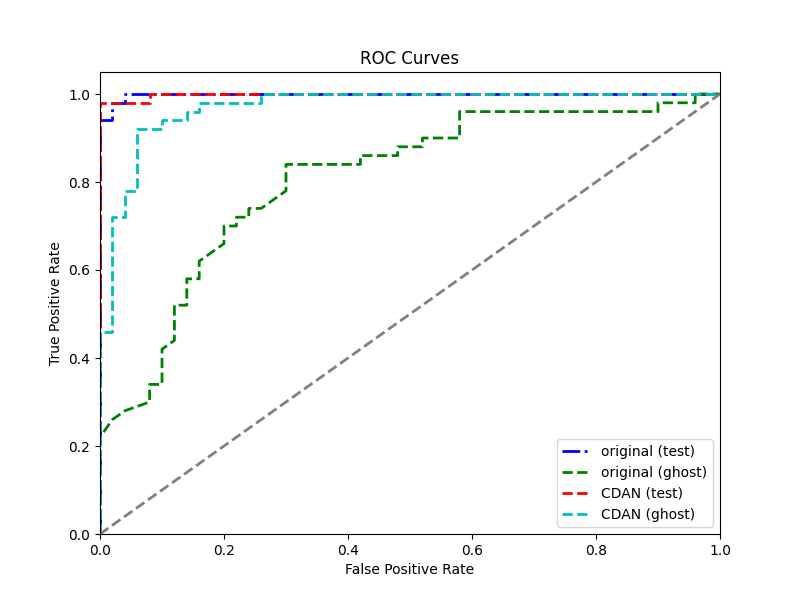 ROC Curves
True Positive Rate
1.0
0.8
0.6
0.4
0.2
0.0
0.0 0.2 0.4 0.6 0.8 1.0
False Positive Rate
original (test)
original (ghost)
CDAN (test)
CDAN (ghost)